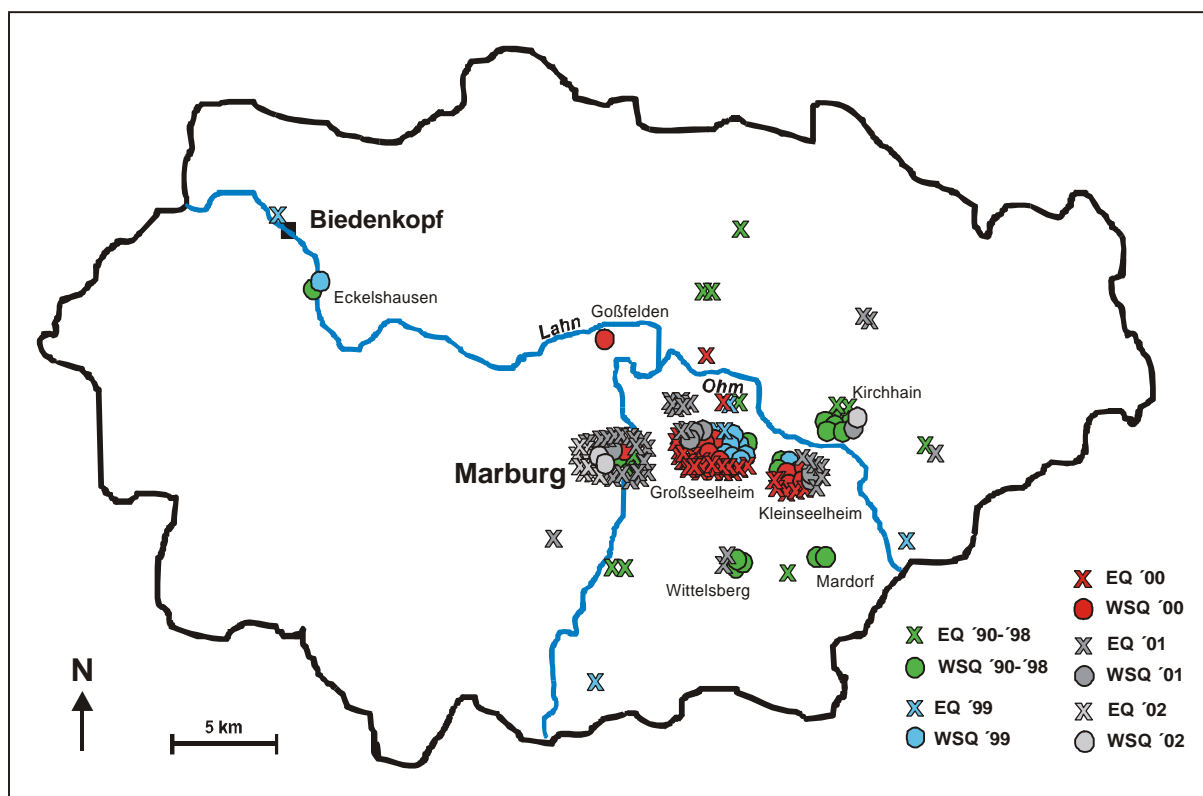 Biedenkopf
Eckelshausen
Goßfelden
Lahn
Ohm
Kirchhain
Marburg
Großseelheim
Kleinseelheim
Wittelsberg
Mardorf
N
5 km
EQ ´90-´98
WSQ ´90-´98
EQ ´99
WSQ ´99
EQ ´00
WSQ ´00
EQ ´01
WSQ ´01
EQ ´02
WSQ ´02